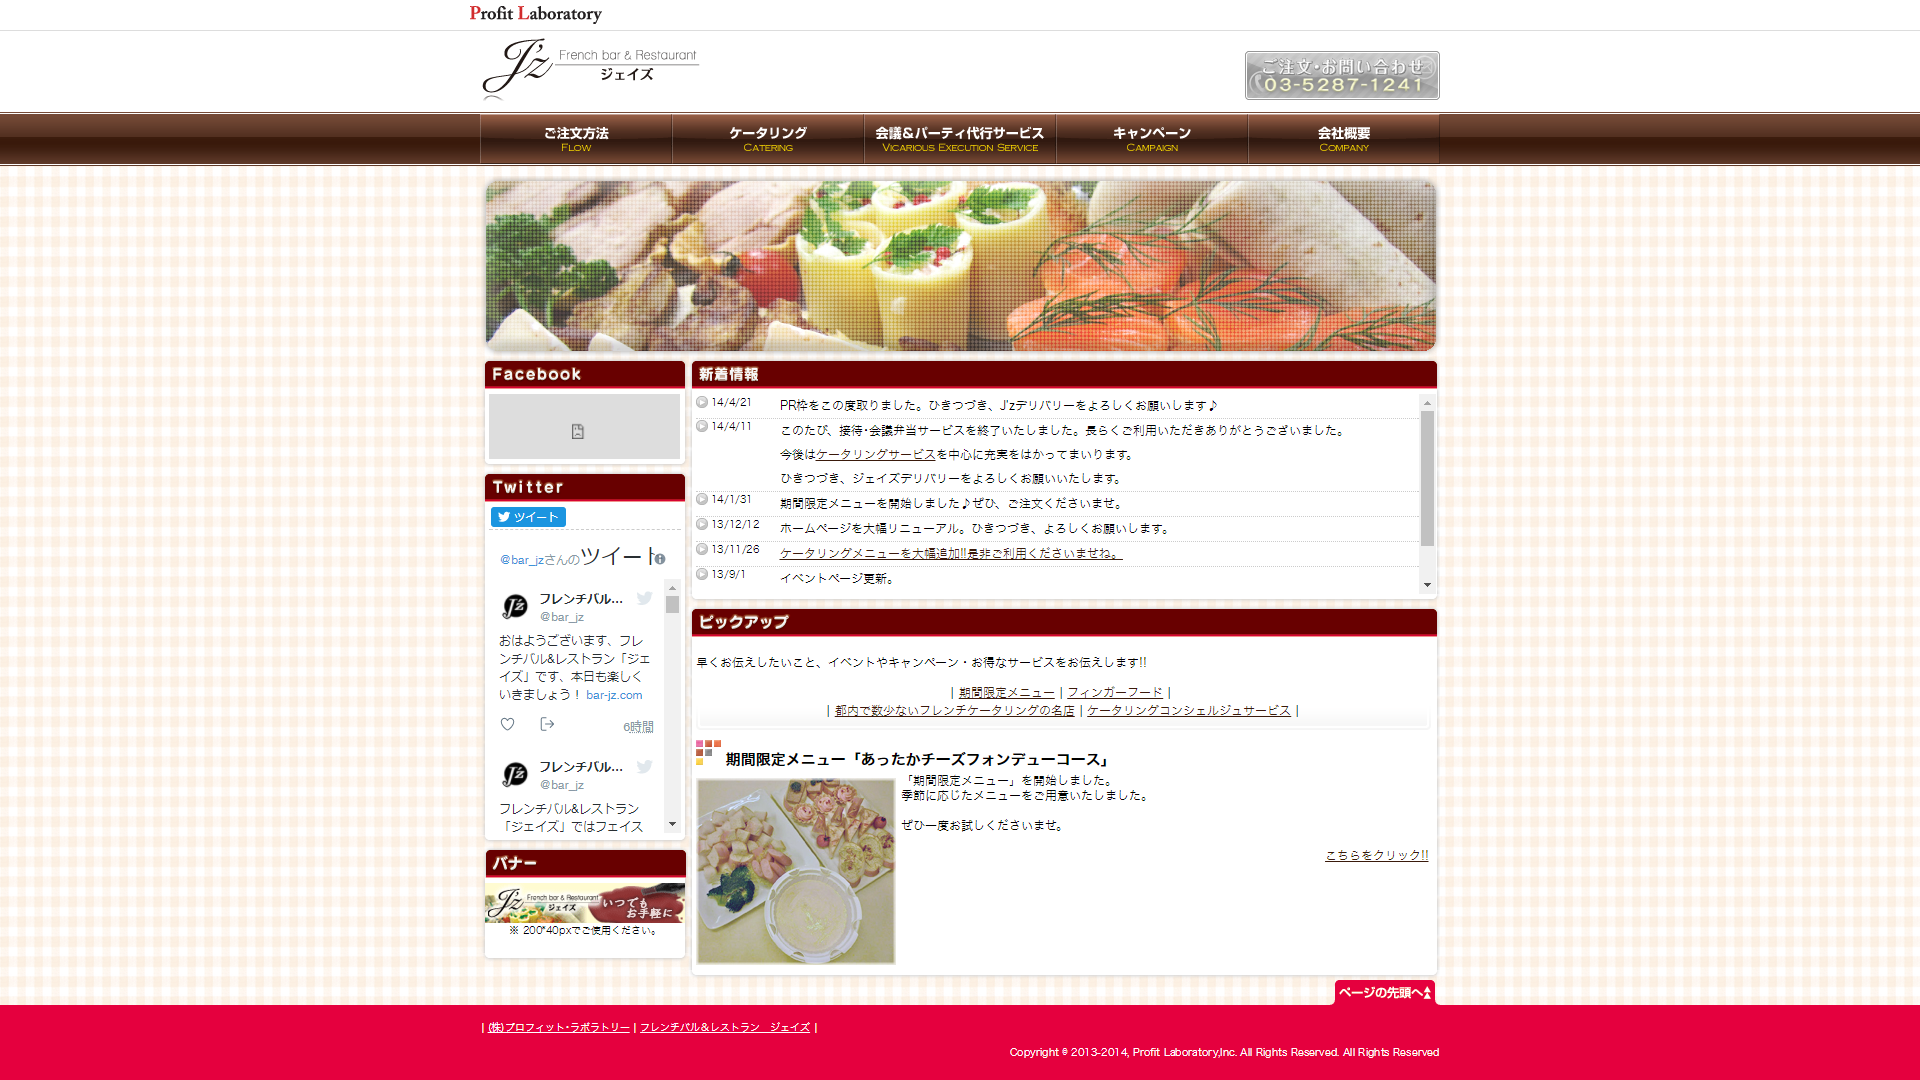 Profit Laboratory
J'z French bar & Restaurant
ジェイズ
ご注文・お問い合わせ
03-5287-1241
ご注文方法
FLOW
ケータリング
CATERING
会議&パーティ代行サービス
VICARIOUS EXECUTION SERVICE
キャンペーン
CAMPAIGN
会社概要
COMPANY
Facebook
Twitter
ツイート
@bar_jzさんのツイート
J'z
フレンチバル...
@bar_jz
おはようございます、フレ
ンチバル&レストラン「ジェ
イズ」です、本日も楽しく
いきましょう! bar-jz.com
6時間
J'z
フレンチバル...
@bar_jz
フレンチバル&レストラン
「ジェイズ」ではフェイス
バナー
J'z French bar & Restaurant
ジェイズ
いつでも
お手軽に
※ 200*40pxでご使用ください。
新着情報
14/4/21 PR枠をこの度取りました。ひきつづき、J'zデリバリーをよろしくお願いします♪
14/4/11 このたび、接待・会議弁当サービスを終了いたしました。長らくご利用いただきありがとうございました。
今後はケータリングサービスを中心に充実をはかってまいります。
ひきつづき、ジェイズデリバリーをよろしくお願いいたします。
14/1/31 期間限定メニューを開始しました♪ぜひ、ご注文くださいませ。
13/12/12 ホームページを大幅リニューアル。ひきつづき、よろしくお願いします。
13/11/26 ケータリングメニューを大幅追加!!是非ご利用くださいませね。
13/9/1 イベントページ更新。
ピックアップ
早くお伝えしたいこと、イベントやキャンペーン・お得なサービスをお伝えします!!
| 期間限定メニュー | フィンガーフード |
| 都内で数少ないフレンチケータリングの名店 | ケータリングコンシェルジュサービス |
期間限定メニュー「あったかチーズフォンデューコース」
「期間限定メニュー」を開始しました。
季節に応じたメニューをご用意いたしました。
ぜひ一度お試しくださいませ。
こちらをクリック!!
ページの先頭へ
| (株)プロフィット・ラボラトリー | フレンチバル&レストラン ジェイズ |
Copyright © 2013-2014, Profit Laboratory,Inc. All Rights Reserved. All Rights Reserved